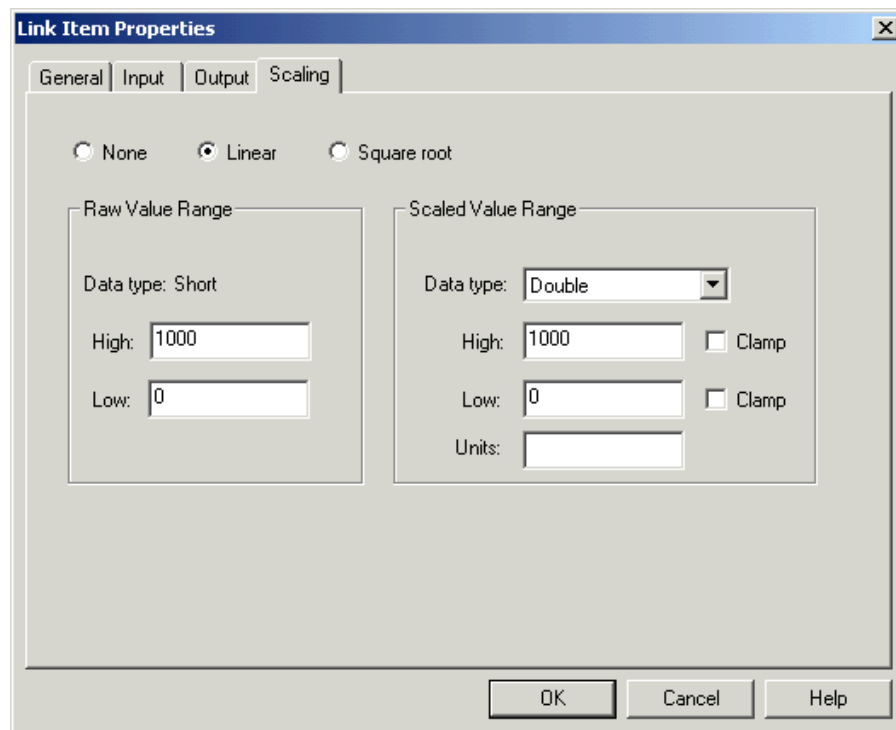 Link Item Properties
General Input Output Scaling
None Linear Square root
Raw Value Range
Data type: Short
High: 1000
Low: 0
Scaled Value Range
Data type: Double
High: 1000 Clamp
Low: 0 Clamp
Units:
OK Cancel Help